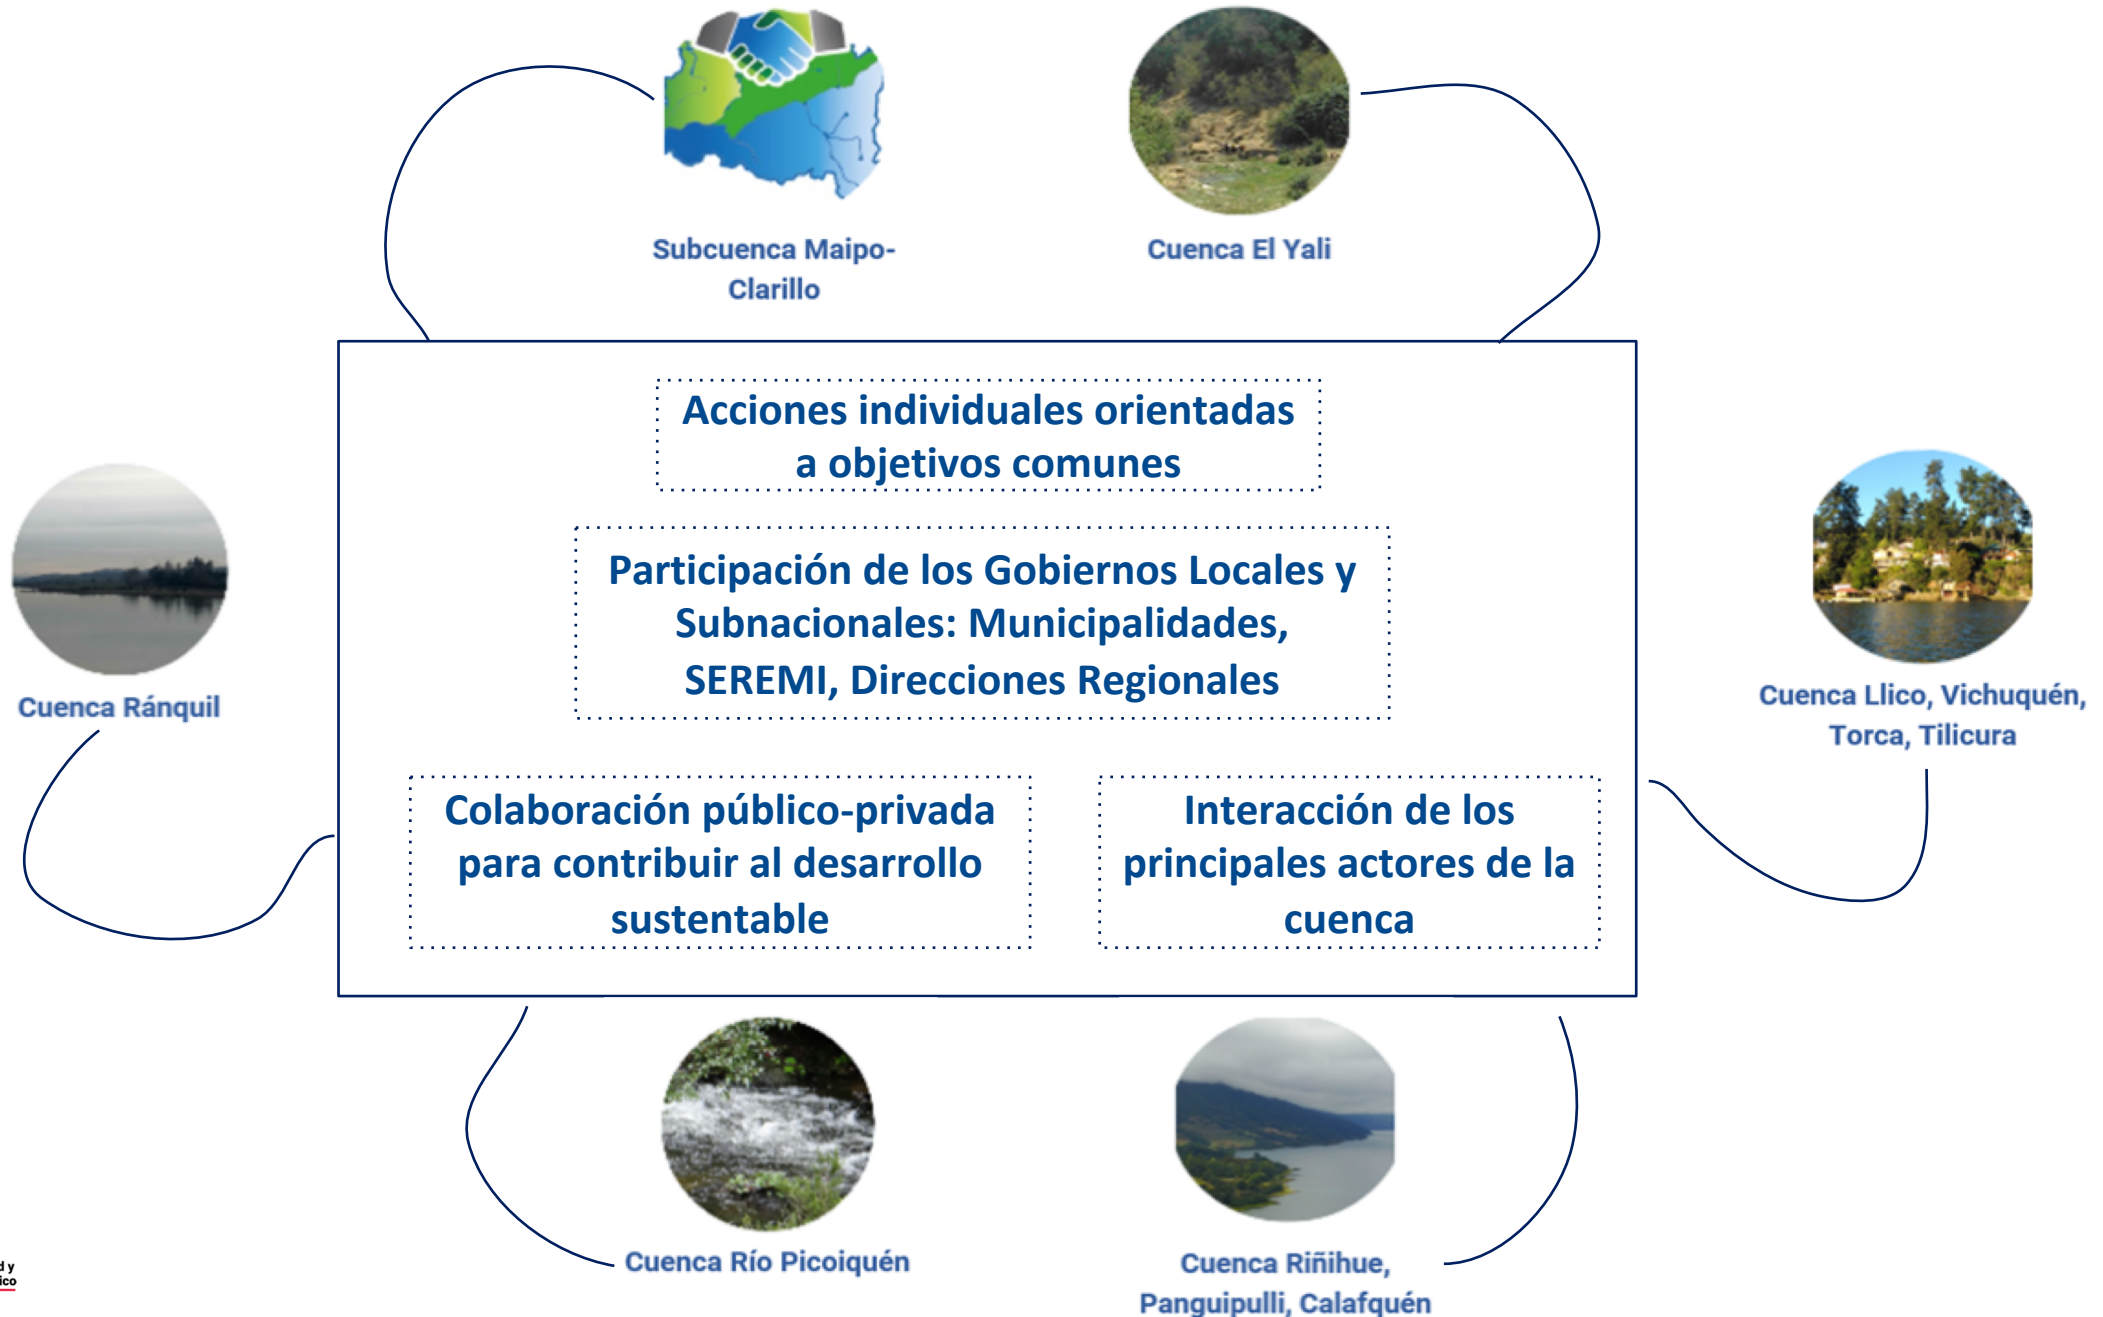 Subcuenca Maipo-
Clarillo
Cuenca El Yali
Acciones individuales orientadas
a objetivos comunes
Participación de los Gobiernos Locales y
Subnacionales: Municipalidades,
SEREMI, Direcciones Regionales
Cuenca Ránquil
Cuenca Llico, Vichuquén,
Torca, Tilicura
Colaboración público-privada
para contribuir al desarrollo
sustentable
Interacción de los
principales actores de la
cuenca
Cuenca Río Picoiquén
Cuenca Riñihue,
Panguipulli, Calafquén
d y
ico